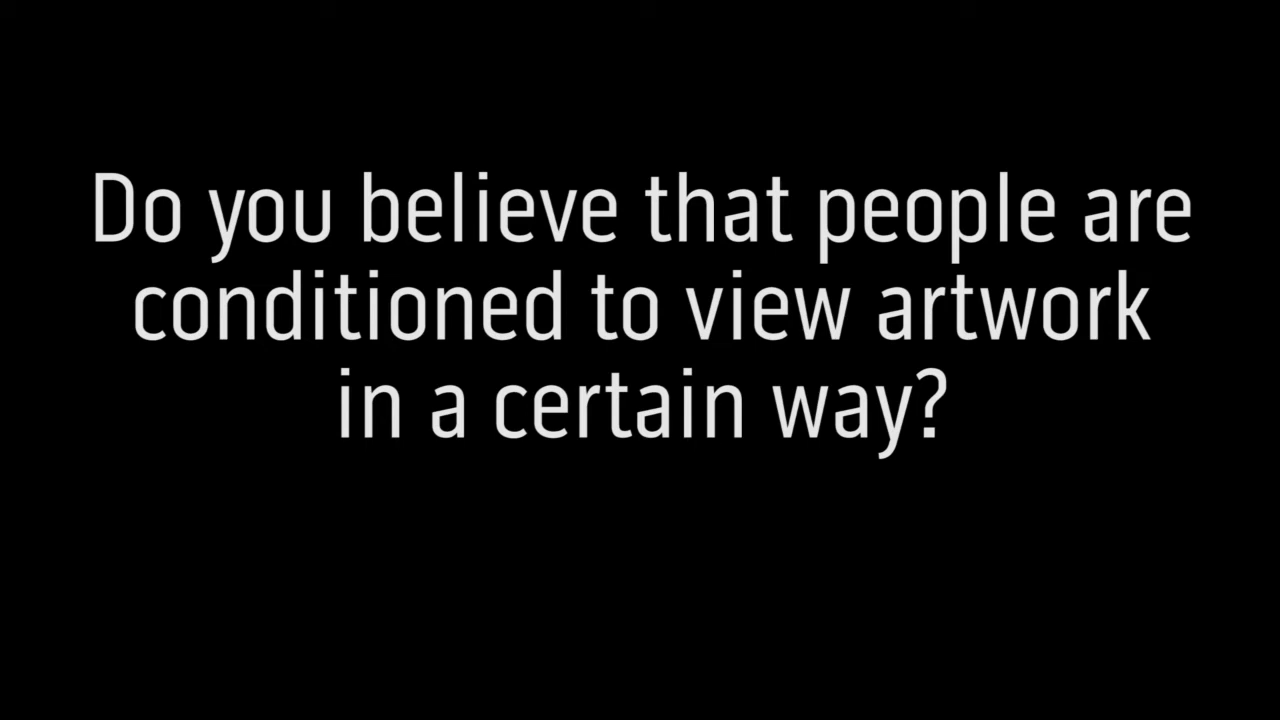 Do you believe that people are
conditioned to view artwork
in a certain way?